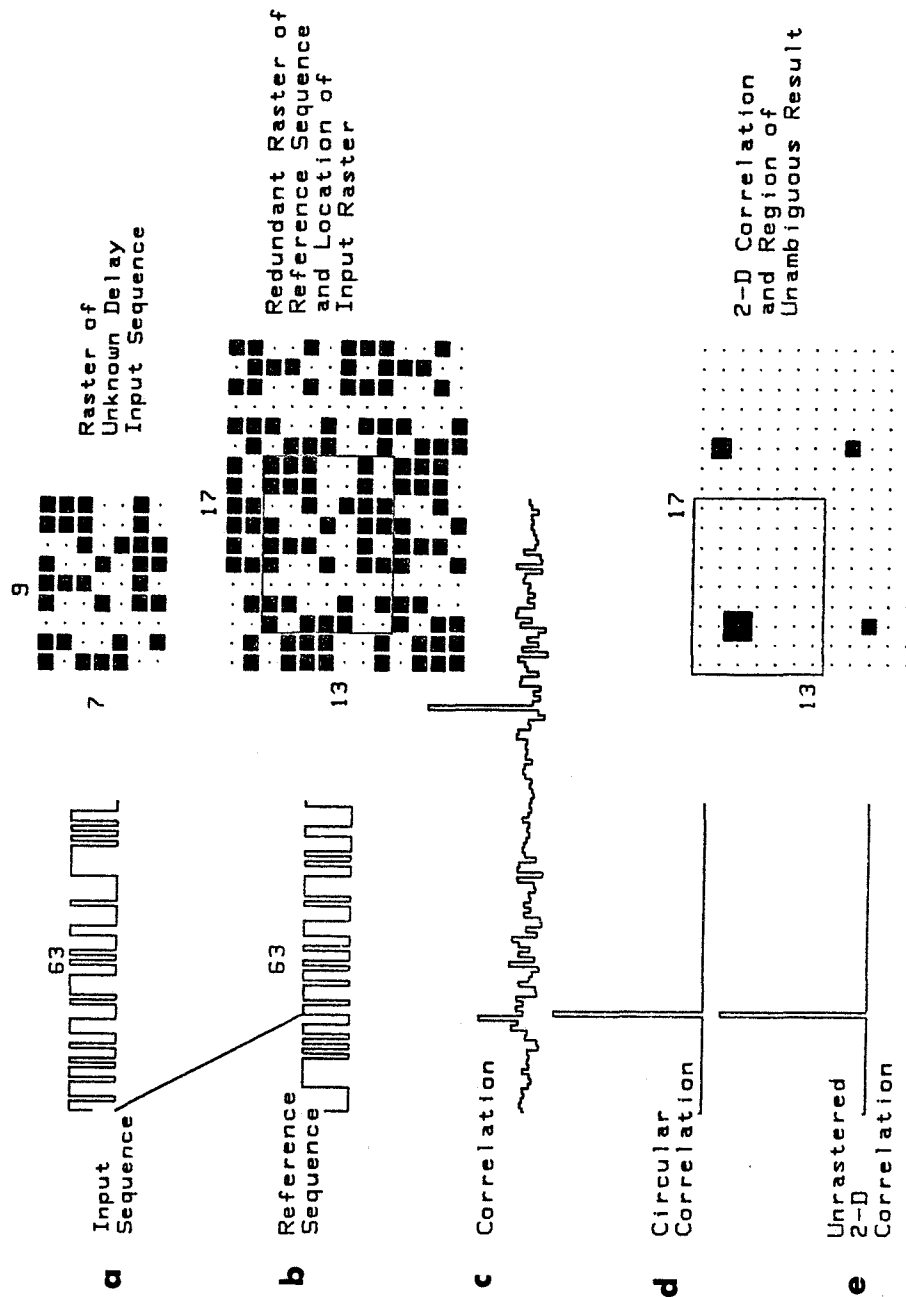 a
Input
Sequence
63
9
7
Raster of
Unknown Delay
Input Sequence
b
Reference
Sequence
63
17
13
Redundant Raster of
Reference Sequence
and Location of
Input Raster
c
Correlation
d
Circular
Correlation
17
13
2-D Correlation
and Region of
Unambiguous Result
e
Unrastered
2-D
Correlation